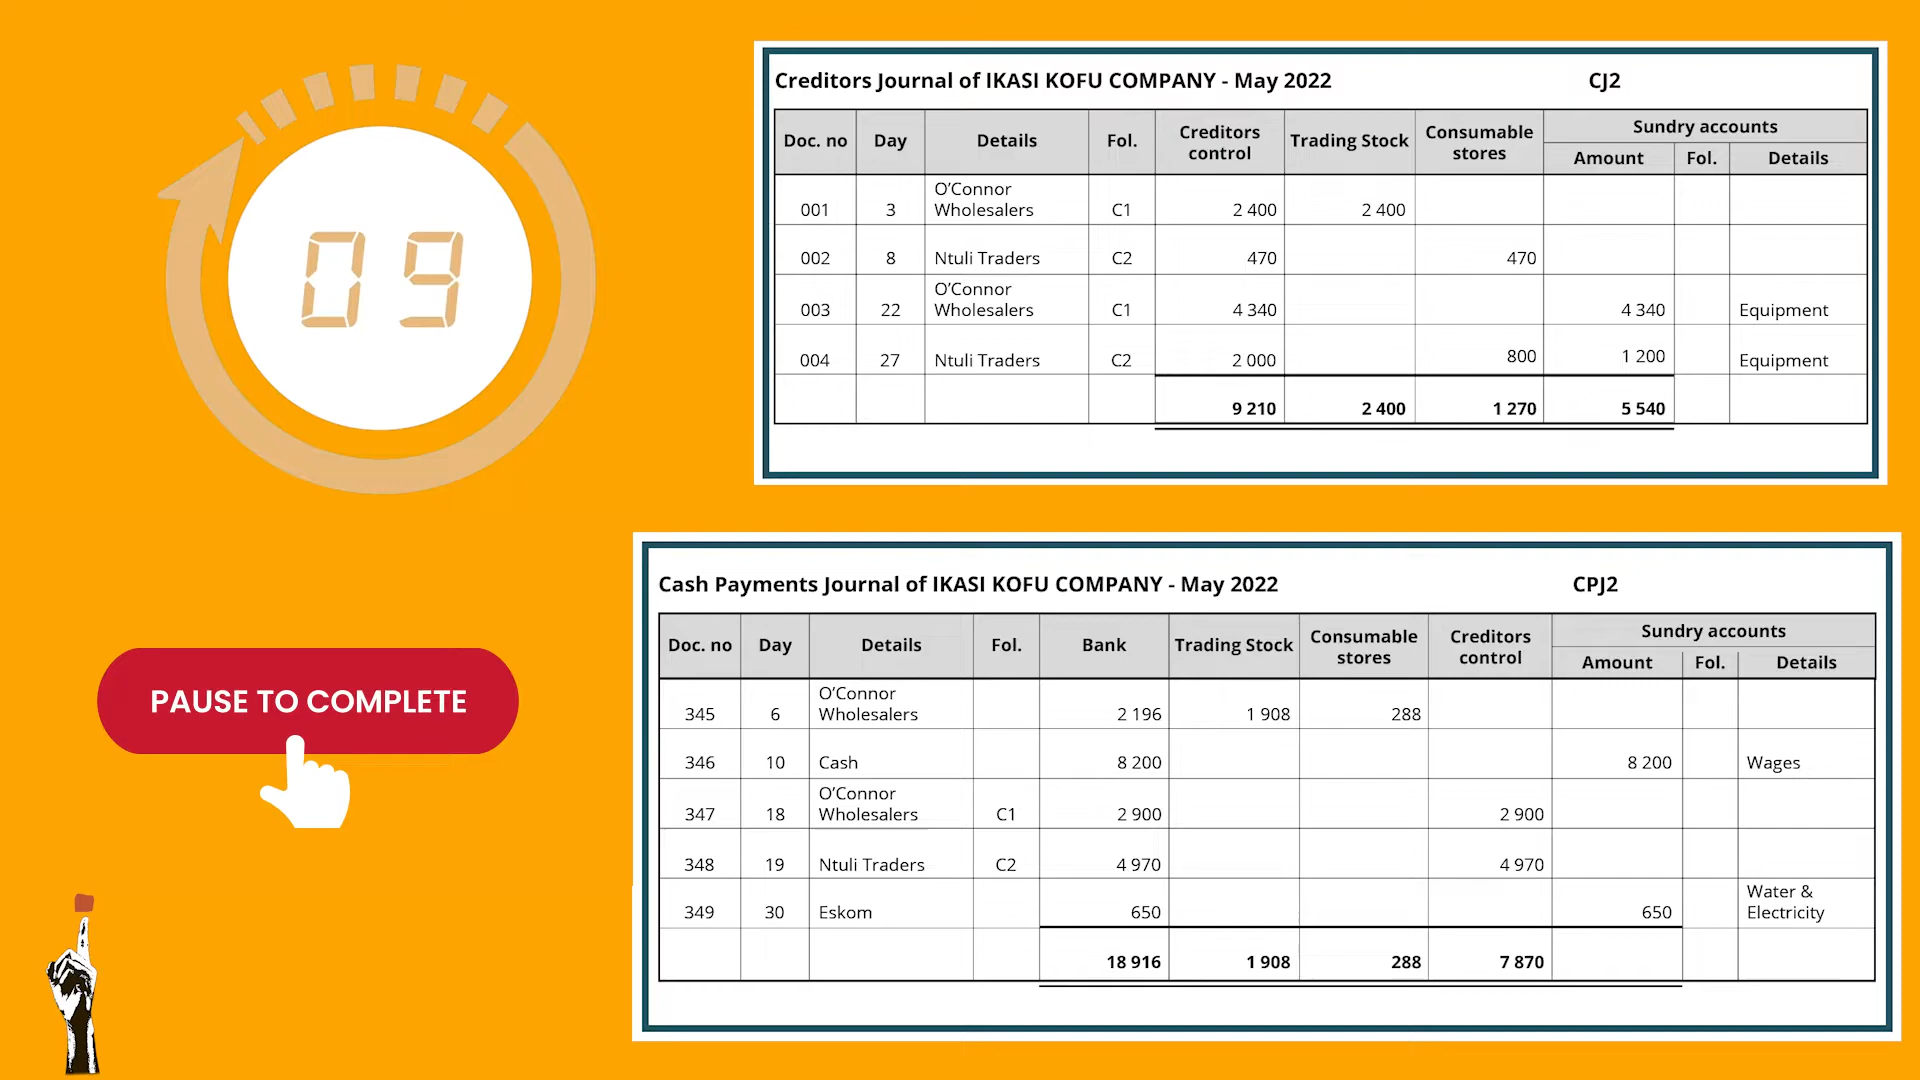 09
PAUSE TO COMPLETE
Creditors Journal of IKASI KOFU COMPANY - May 2022 CJ2
Doc. no Day Details Fol. Creditors control Trading Stock Consumable stores Sundry accounts
Amount Fol. Details
001 3 O'Connor Wholesalers C1 2 400 2 400
002 8 Ntuli Traders C2 470 470
003 22 O'Connor Wholesalers C1 4 340 4 340 Equipment
004 27 Ntuli Traders C2 2 000 800 1 200 Equipment
9 210 2 400 1 270 5 540
Cash Payments Journal of IKASI KOFU COMPANY - May 2022 CPJ2
Doc. no Day Details Fol. Bank Trading Stock Consumable stores Creditors control Sundry accounts
Amount Fol. Details
345 6 O'Connor Wholesalers 2 196 1 908 288
346 10 Cash 8 200 8 200 Wages
347 18 O'Connor Wholesalers C1 2 900 2 900
348 19 Ntuli Traders C2 4 970 4 970
349 30 Eskom 650 650 Water & Electricity
18 916 1 908 288 7 870